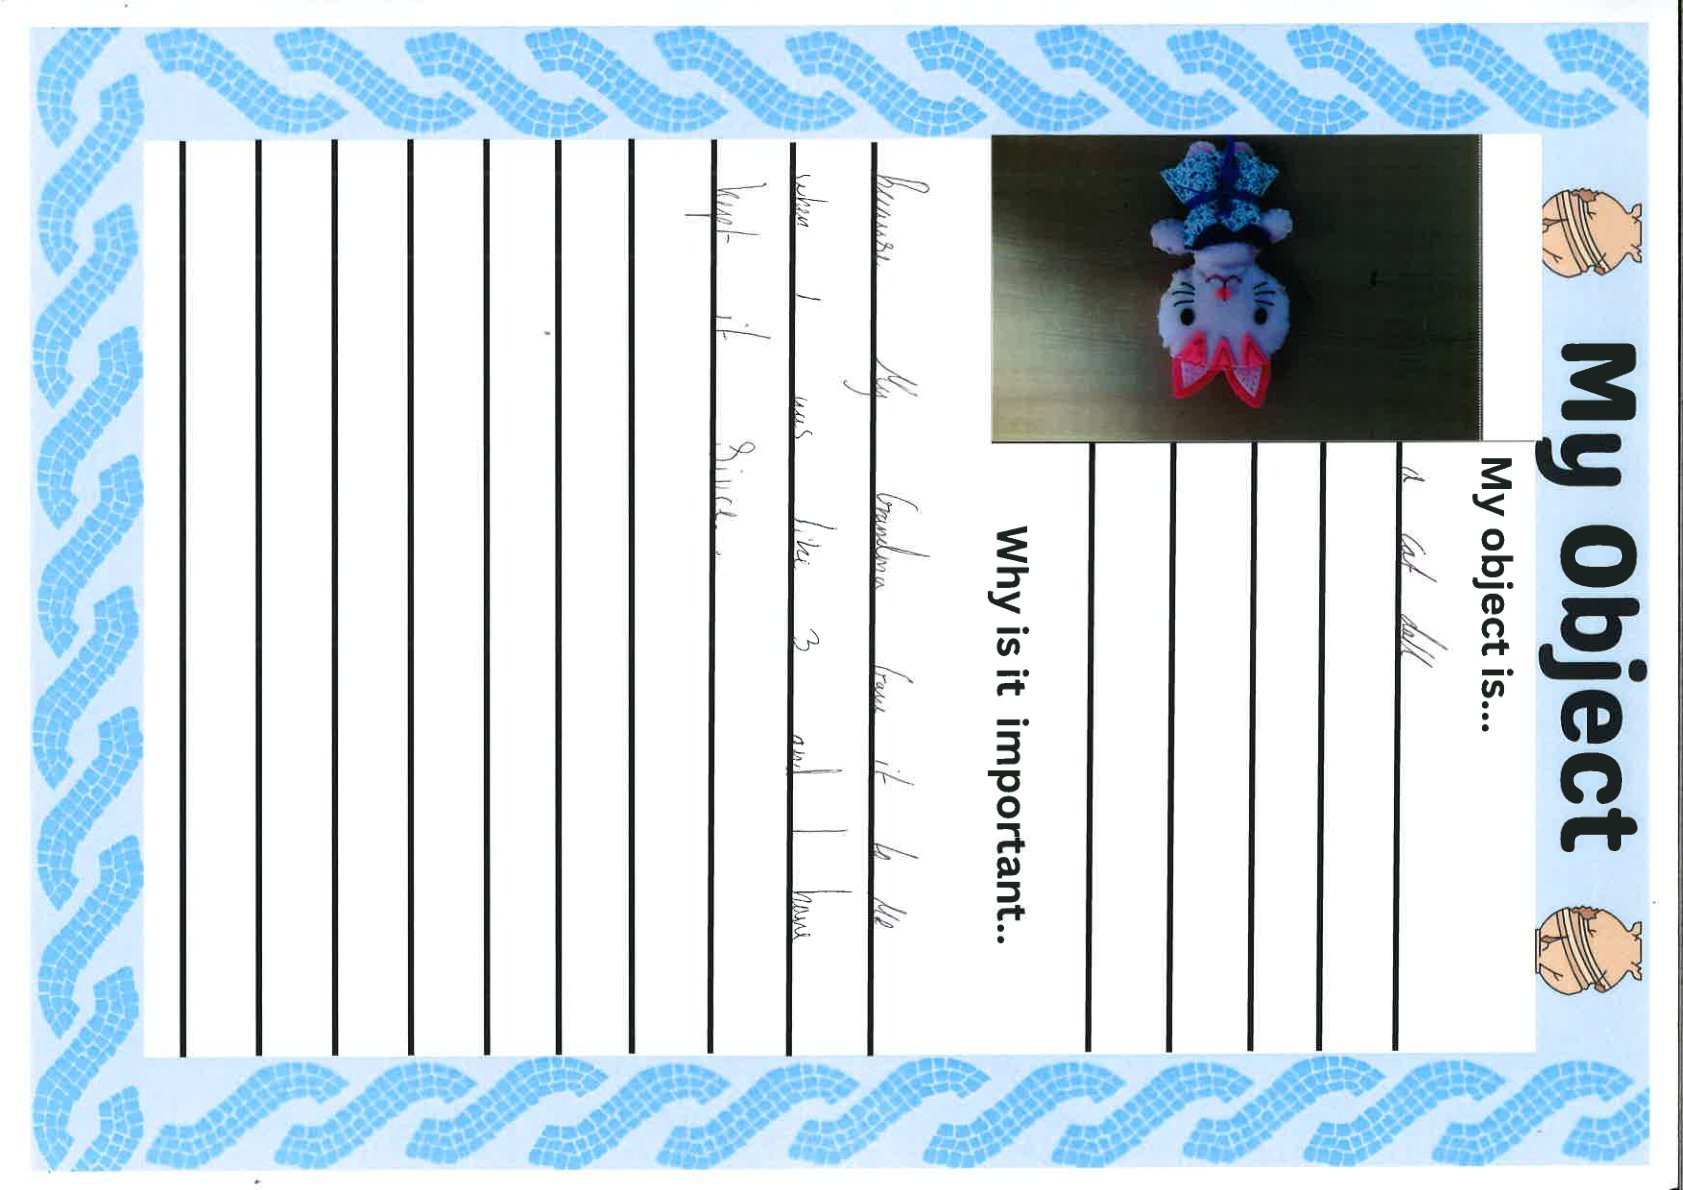 My Object
My object is...
a cat doll
Why is it important..
Because My Grandma Gave it to Me
when I was like 3 and I have
kept it Since.